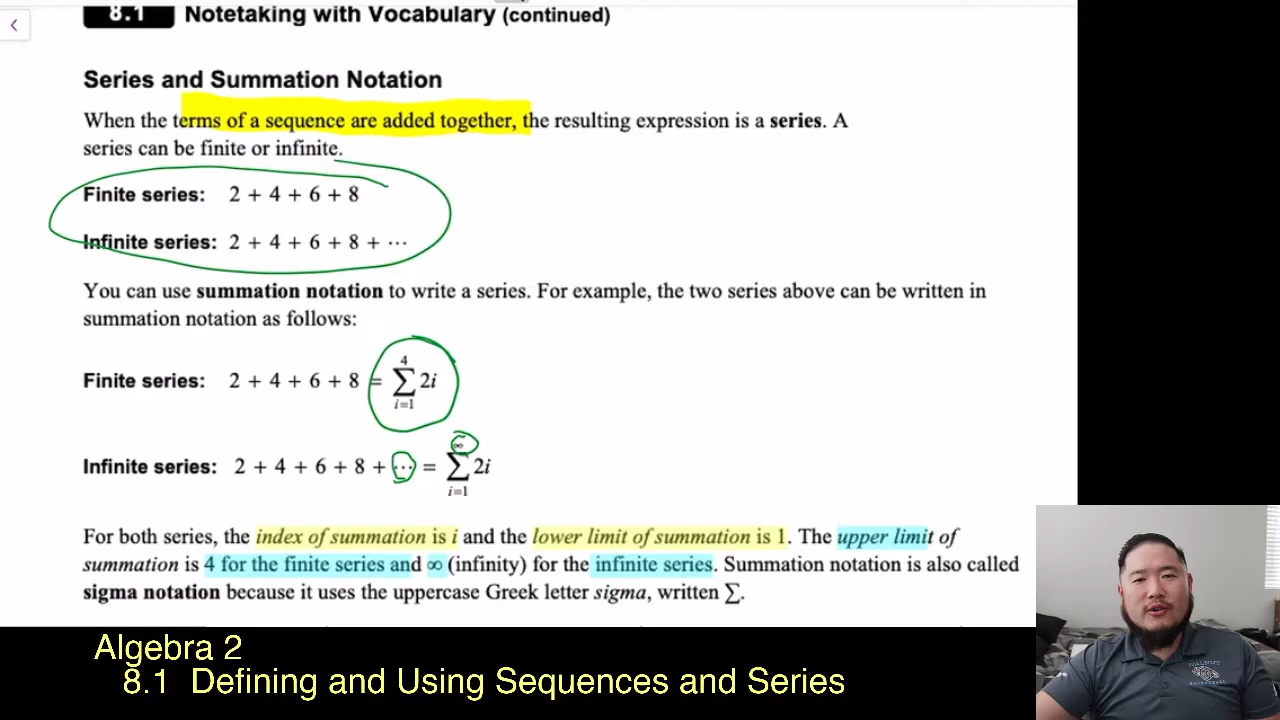 8.1 Notetaking with Vocabulary (continued)
Series and Summation Notation
When the terms of a sequence are added together, the resulting expression is a series. A
series can be finite or infinite.
Finite series: 2 + 4 + 6 + 8
Infinite series: 2 + 4 + 6 + 8 + ⋯
You can use summation notation to write a series. For example, the two series above can be written in
summation notation as follows:
4
Finite series: 2 + 4 + 6 + 8 = ∑ 2i
i=1
∞
Infinite series: 2 + 4 + 6 + 8 + ⋯ = ∑ 2i
i=1
For both series, the index of summation is i and the lower limit of summation is 1. The upper limit of
summation is 4 for the finite series and ∞ (infinity) for the infinite series. Summation notation is also called
sigma notation because it uses the uppercase Greek letter sigma, written ∑.
WALNUT
BASKETBALL
Algebra 2
8.1 Defining and Using Sequences and Series